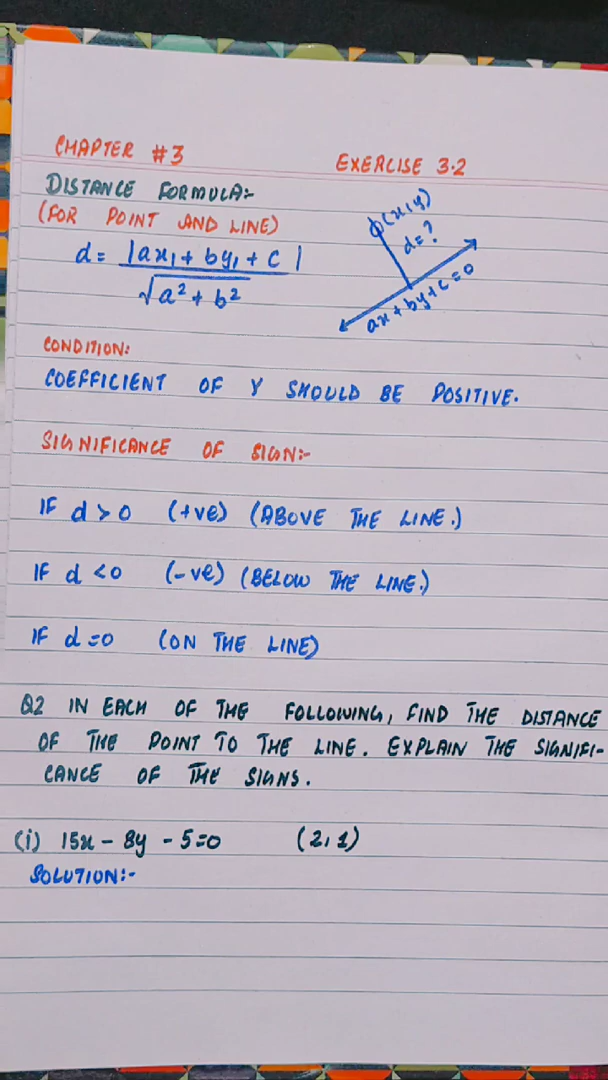 CHAPTER #3
EXERCISE 3.2
DISTANCE FORMULA:-
(FOR POINT AND LINE)
d = |ax₁ + by₁ + c| / √a² + b²
(x,y)
d=?
ax + by + c = 0
CONDITION:
COEFFICIENT OF Y SHOULD BE POSITIVE.
SIGNIFICANCE OF SIGN:-
IF d > 0 (+ve) (ABOVE THE LINE.)
IF d < 0 (-ve) (BELOW THE LINE.)
IF d = 0 (ON THE LINE)
Q2 IN EACH OF THE FOLLOWING, FIND THE DISTANCE
OF THE POINT TO THE LINE. EXPLAIN THE SIGNIFI-
CANCE OF THE SIGNS.
(i) 15x - 8y - 5 = 0 (2,1)
SOLUTION:-